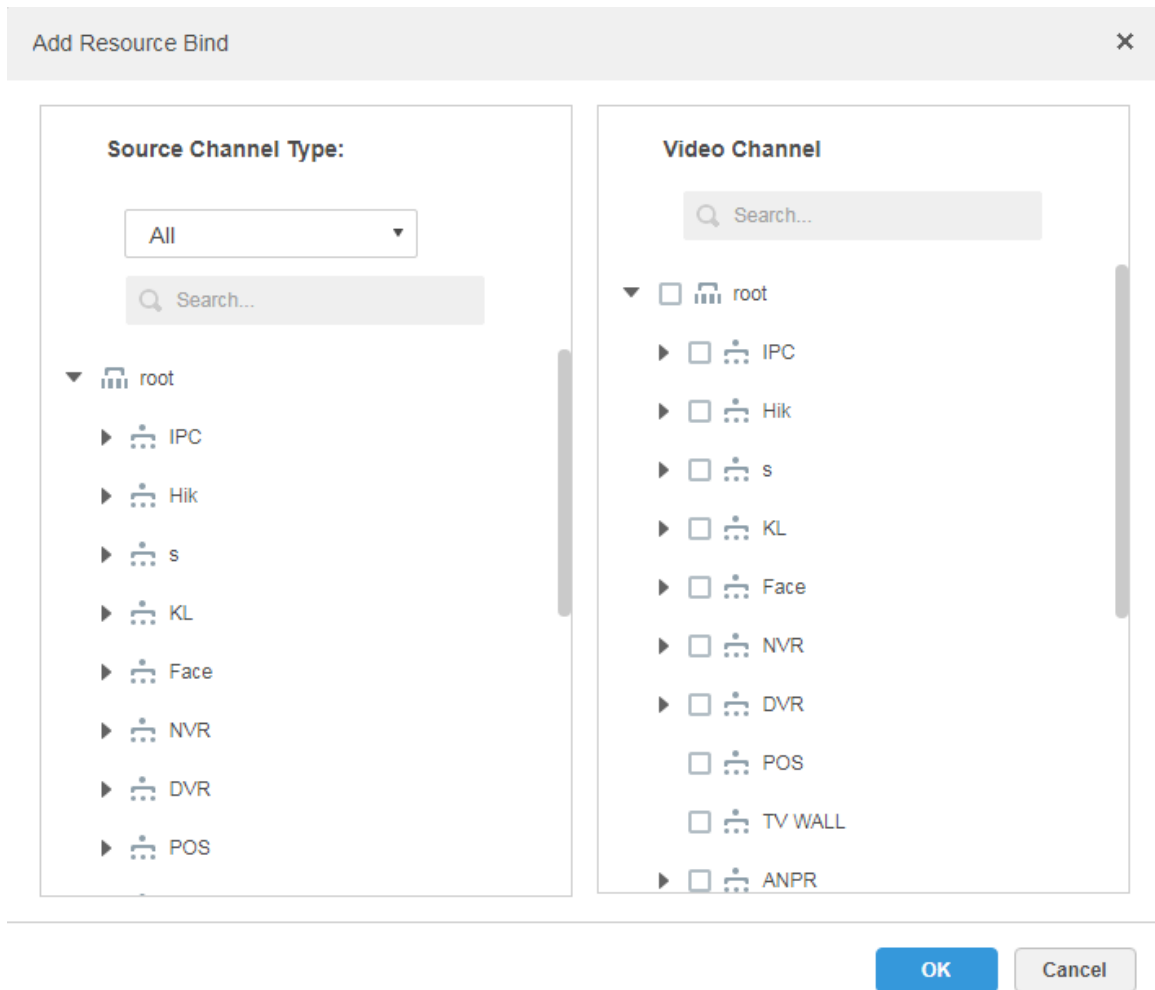 Add Resource Bind
Source Channel Type:
All
Search...
root
IPC
Hik
s
KL
Face
NVR
DVR
POS
Video Channel
Search...
root
IPC
Hik
s
KL
Face
NVR
DVR
POS
TV WALL
ANPR
OK
Cancel